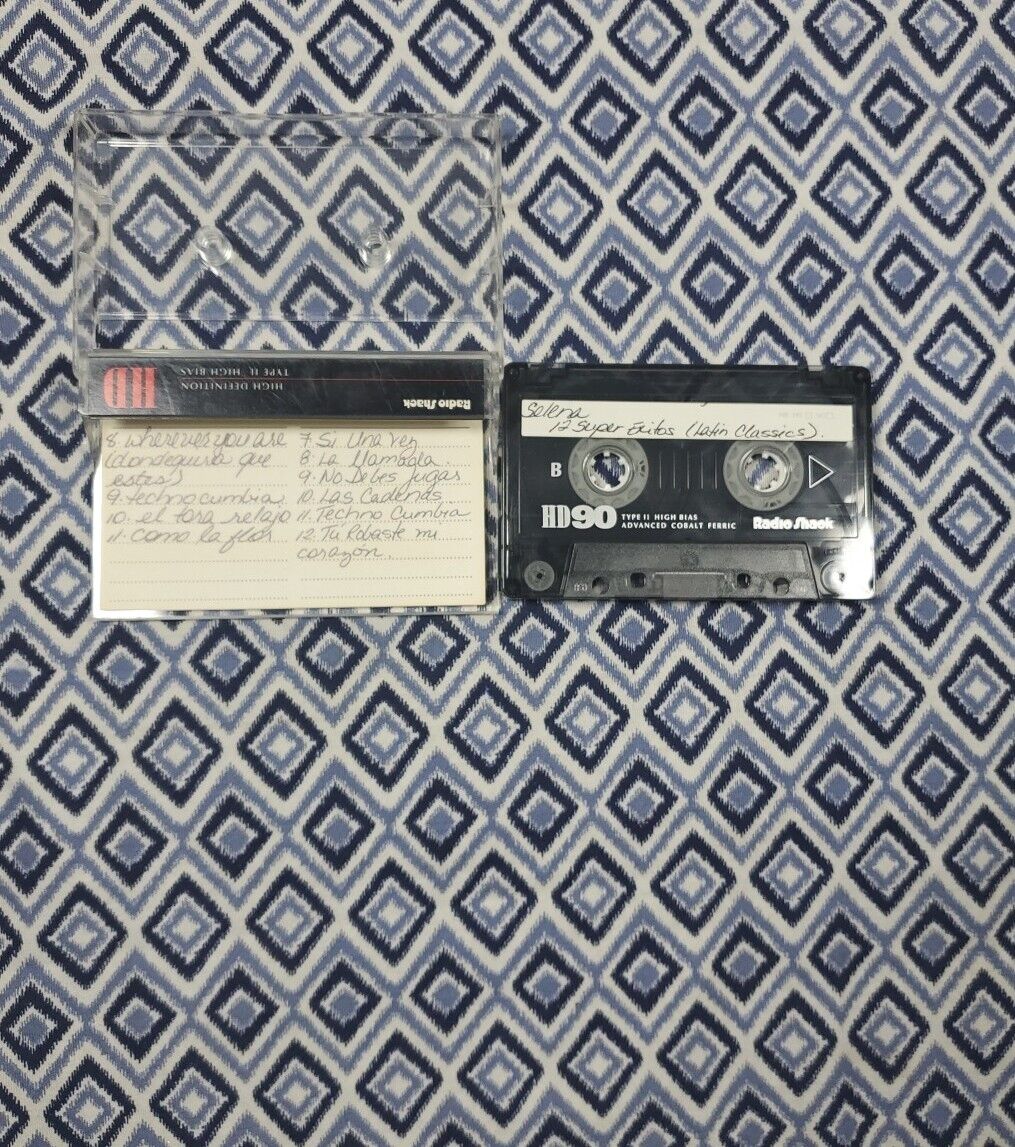 HIGH DEFINITION
TYPE II HIGH BIAS
HD
Radio Shack
8. wherever you are
(dondequira que
estes)
9. techno cumbia
10. el toro relajo
11. como la flor
7. Si Una vez
8. La llamada.
9. No Debes jugar
10. Las Cadenas
11. Techno Cumbia
12. Tú Robaste mi
corazon.
Selena
12 Super Exitos (Latin Classics).
B
HD90 TYPE II HIGH BIAS
ADVANCED COBALT FERRIC
Radio Shack